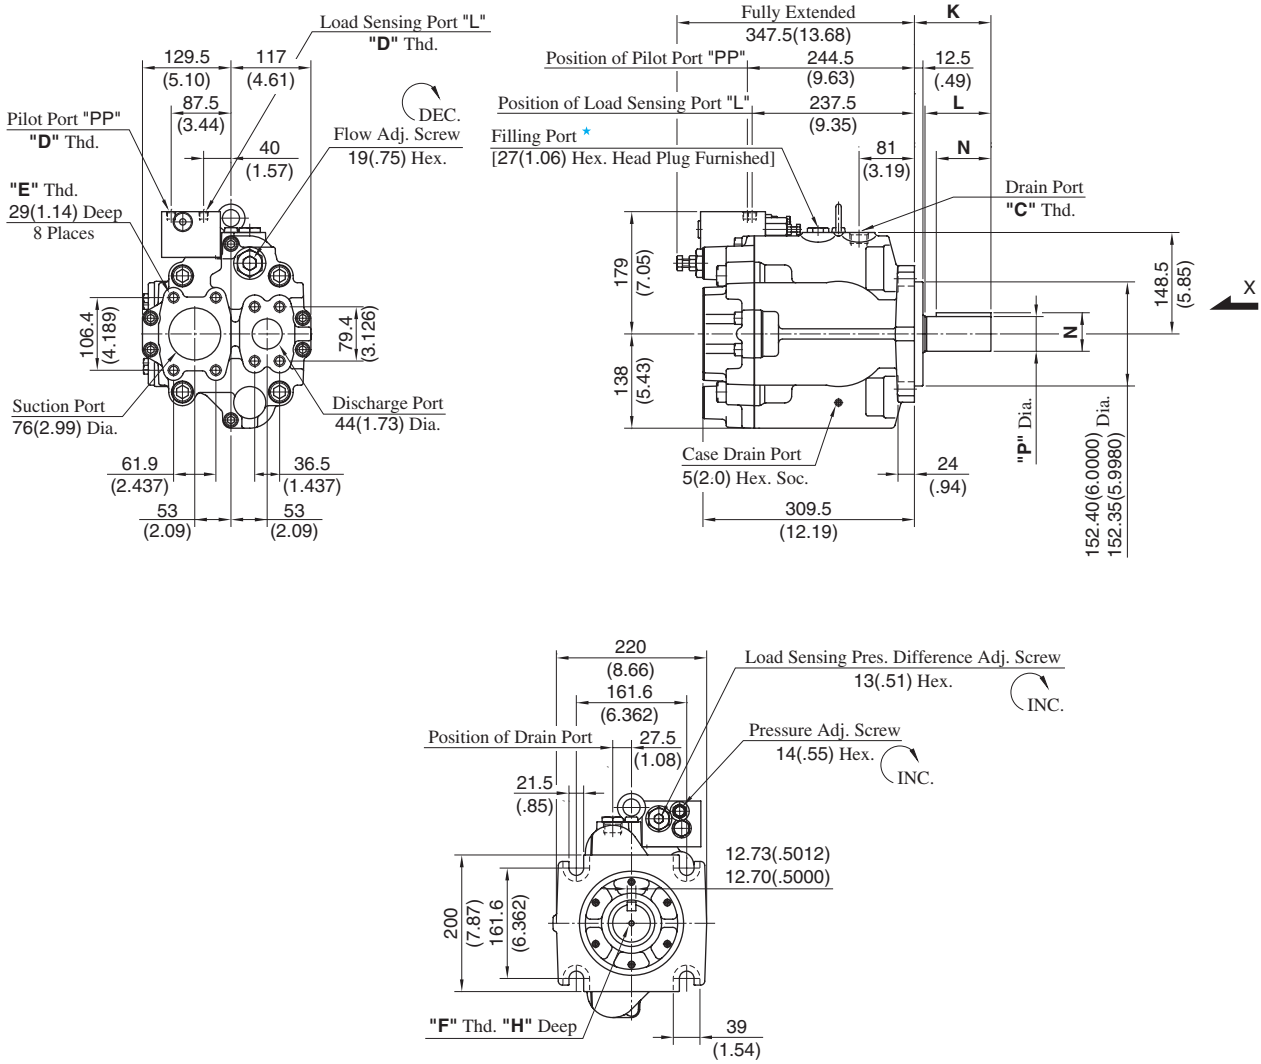 Load Sensing Port "L"
"D" Thd.
129.5
(5.10)
117
(4.61)
87.5
(3.44)
DEC.
Pilot Port "PP"
"D" Thd.
Flow Adj. Screw
19(.75) Hex.
40
(1.57)
"E" Thd.
29(1.14) Deep
8 Places
106.4
(4.189)
79.4
(3.126)
Suction Port
76(2.99) Dia.
Discharge Port
44(1.73) Dia.
61.9
(2.437)
36.5
(1.437)
53
(2.09)
53
(2.09)
Fully Extended
347.5(13.68)
K
Position of Pilot Port "PP"
244.5
(9.63)
12.5
(.49)
Position of Load Sensing Port "L"
237.5
(9.35)
L
Filling Port ★
[27(1.06) Hex. Head Plug Furnished]
81
(3.19)
N
Drain Port
"C" Thd.
179
(7.05)
148.5
(5.85)
X
N
138
(5.43)
Case Drain Port
5(2.0) Hex. Soc.
24
(.94)
"P" Dia.
152.40(6.0000)
152.35(5.9980)
Dia.
309.5
(12.19)
220
(8.66)
Load Sensing Pres. Difference Adj. Screw
13(.51) Hex.
INC.
161.6
(6.362)
Position of Drain Port
27.5
(1.08)
Pressure Adj. Screw
14(.55) Hex.
INC.
21.5
(.85)
12.73(.5012)
12.70(.5000)
200
(7.87)
161.6
(6.362)
"F" Thd. "H" Deep
39
(1.54)